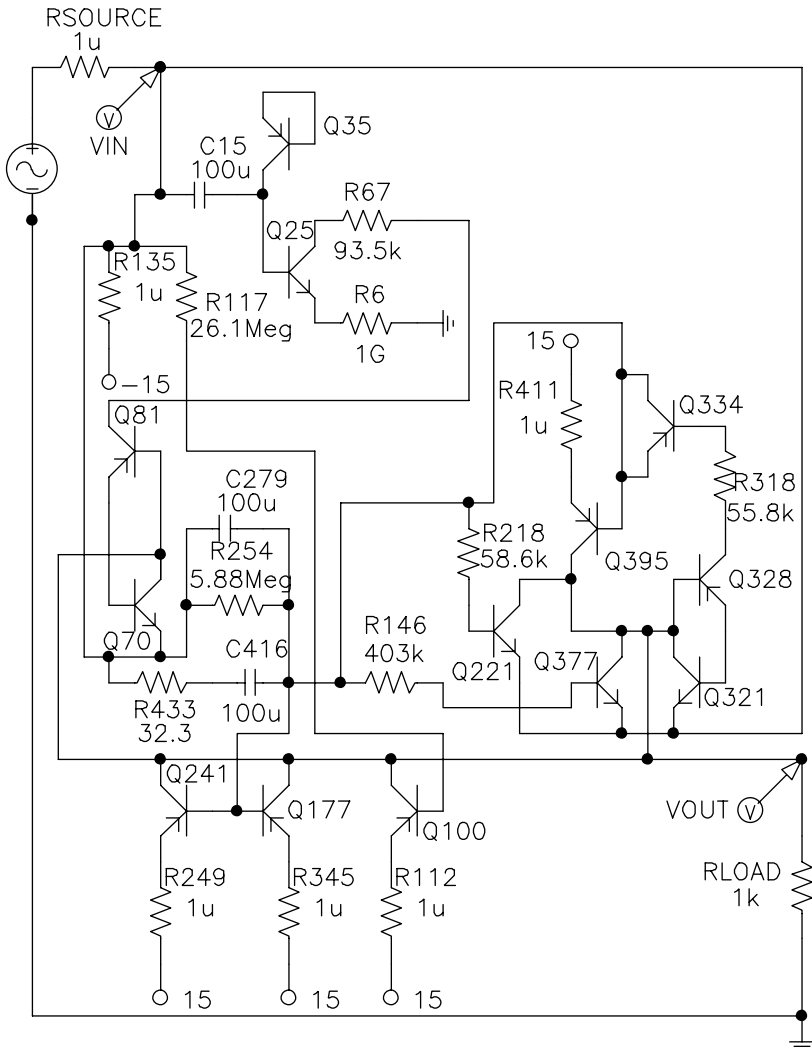 RSOURCE
1u
V
VIN
C15
100u
Q35
R67
93.5k
Q25
R6
1G
R135
1u
R117
26.1Meg
-15
Q81
15
R411
1u
Q334
R318
55.8k
C279
100u
R254
5.88Meg
R218
58.6k
Q395
Q328
Q70
C416
100u
R433
32.3
R146
403k
Q221
Q377
Q321
Q241
Q177
Q100
VOUT V
R249
1u
R345
1u
R112
1u
RLOAD
1k
15
15
15